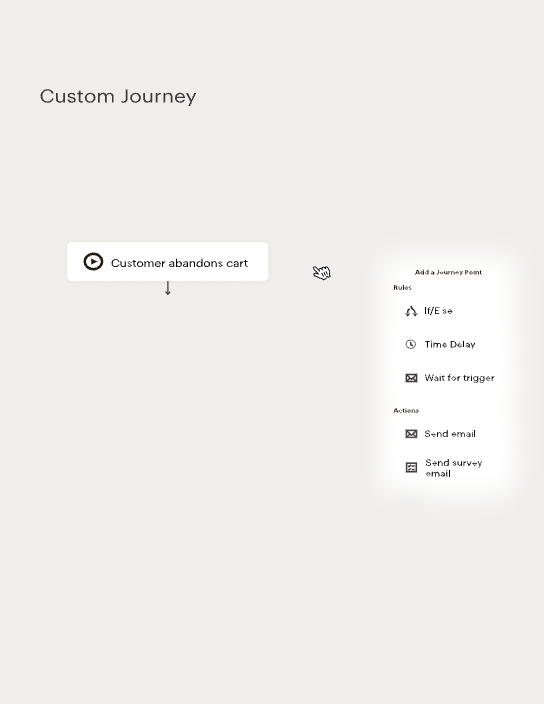 Custom Journey
Customer abandons cart
Add a Journey Point
Rules
If/E se
Time Delay
Wait for trigger
Actions
Send email
Send survey
email